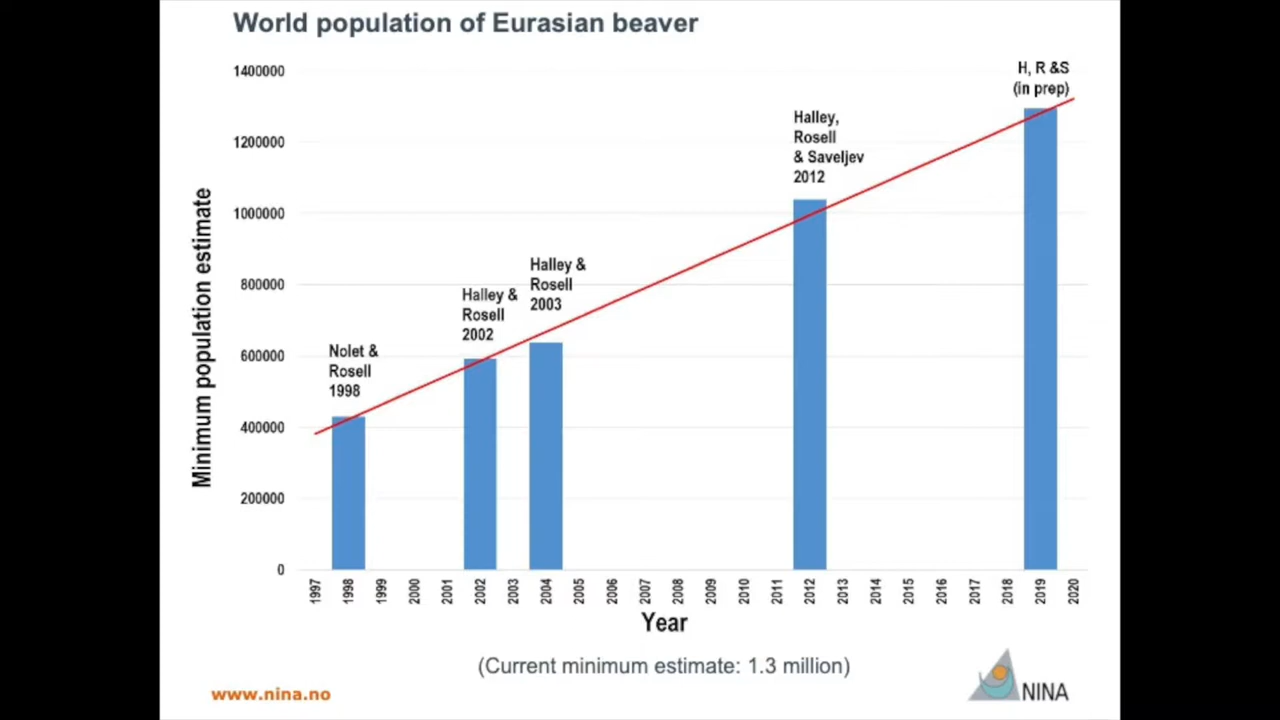 World population of Eurasian beaver
H, R &S
(in prep)
Halley,
Rosell
& Saveljev
2012
Halley &
Rosell
2003
Halley &
Rosell
2002
Nolet &
Rosell
1998
Minimum population estimate
1400000
1200000
1000000
800000
600000
400000
200000
0
1997 1998 1999 2000 2001 2002 2003 2004 2005 2006 2007 2008 2009 2010 2011 2012 2013 2014 2015 2016 2017 2018 2019 2020
Year
(Current minimum estimate: 1.3 million)
www.nina.no
NINA